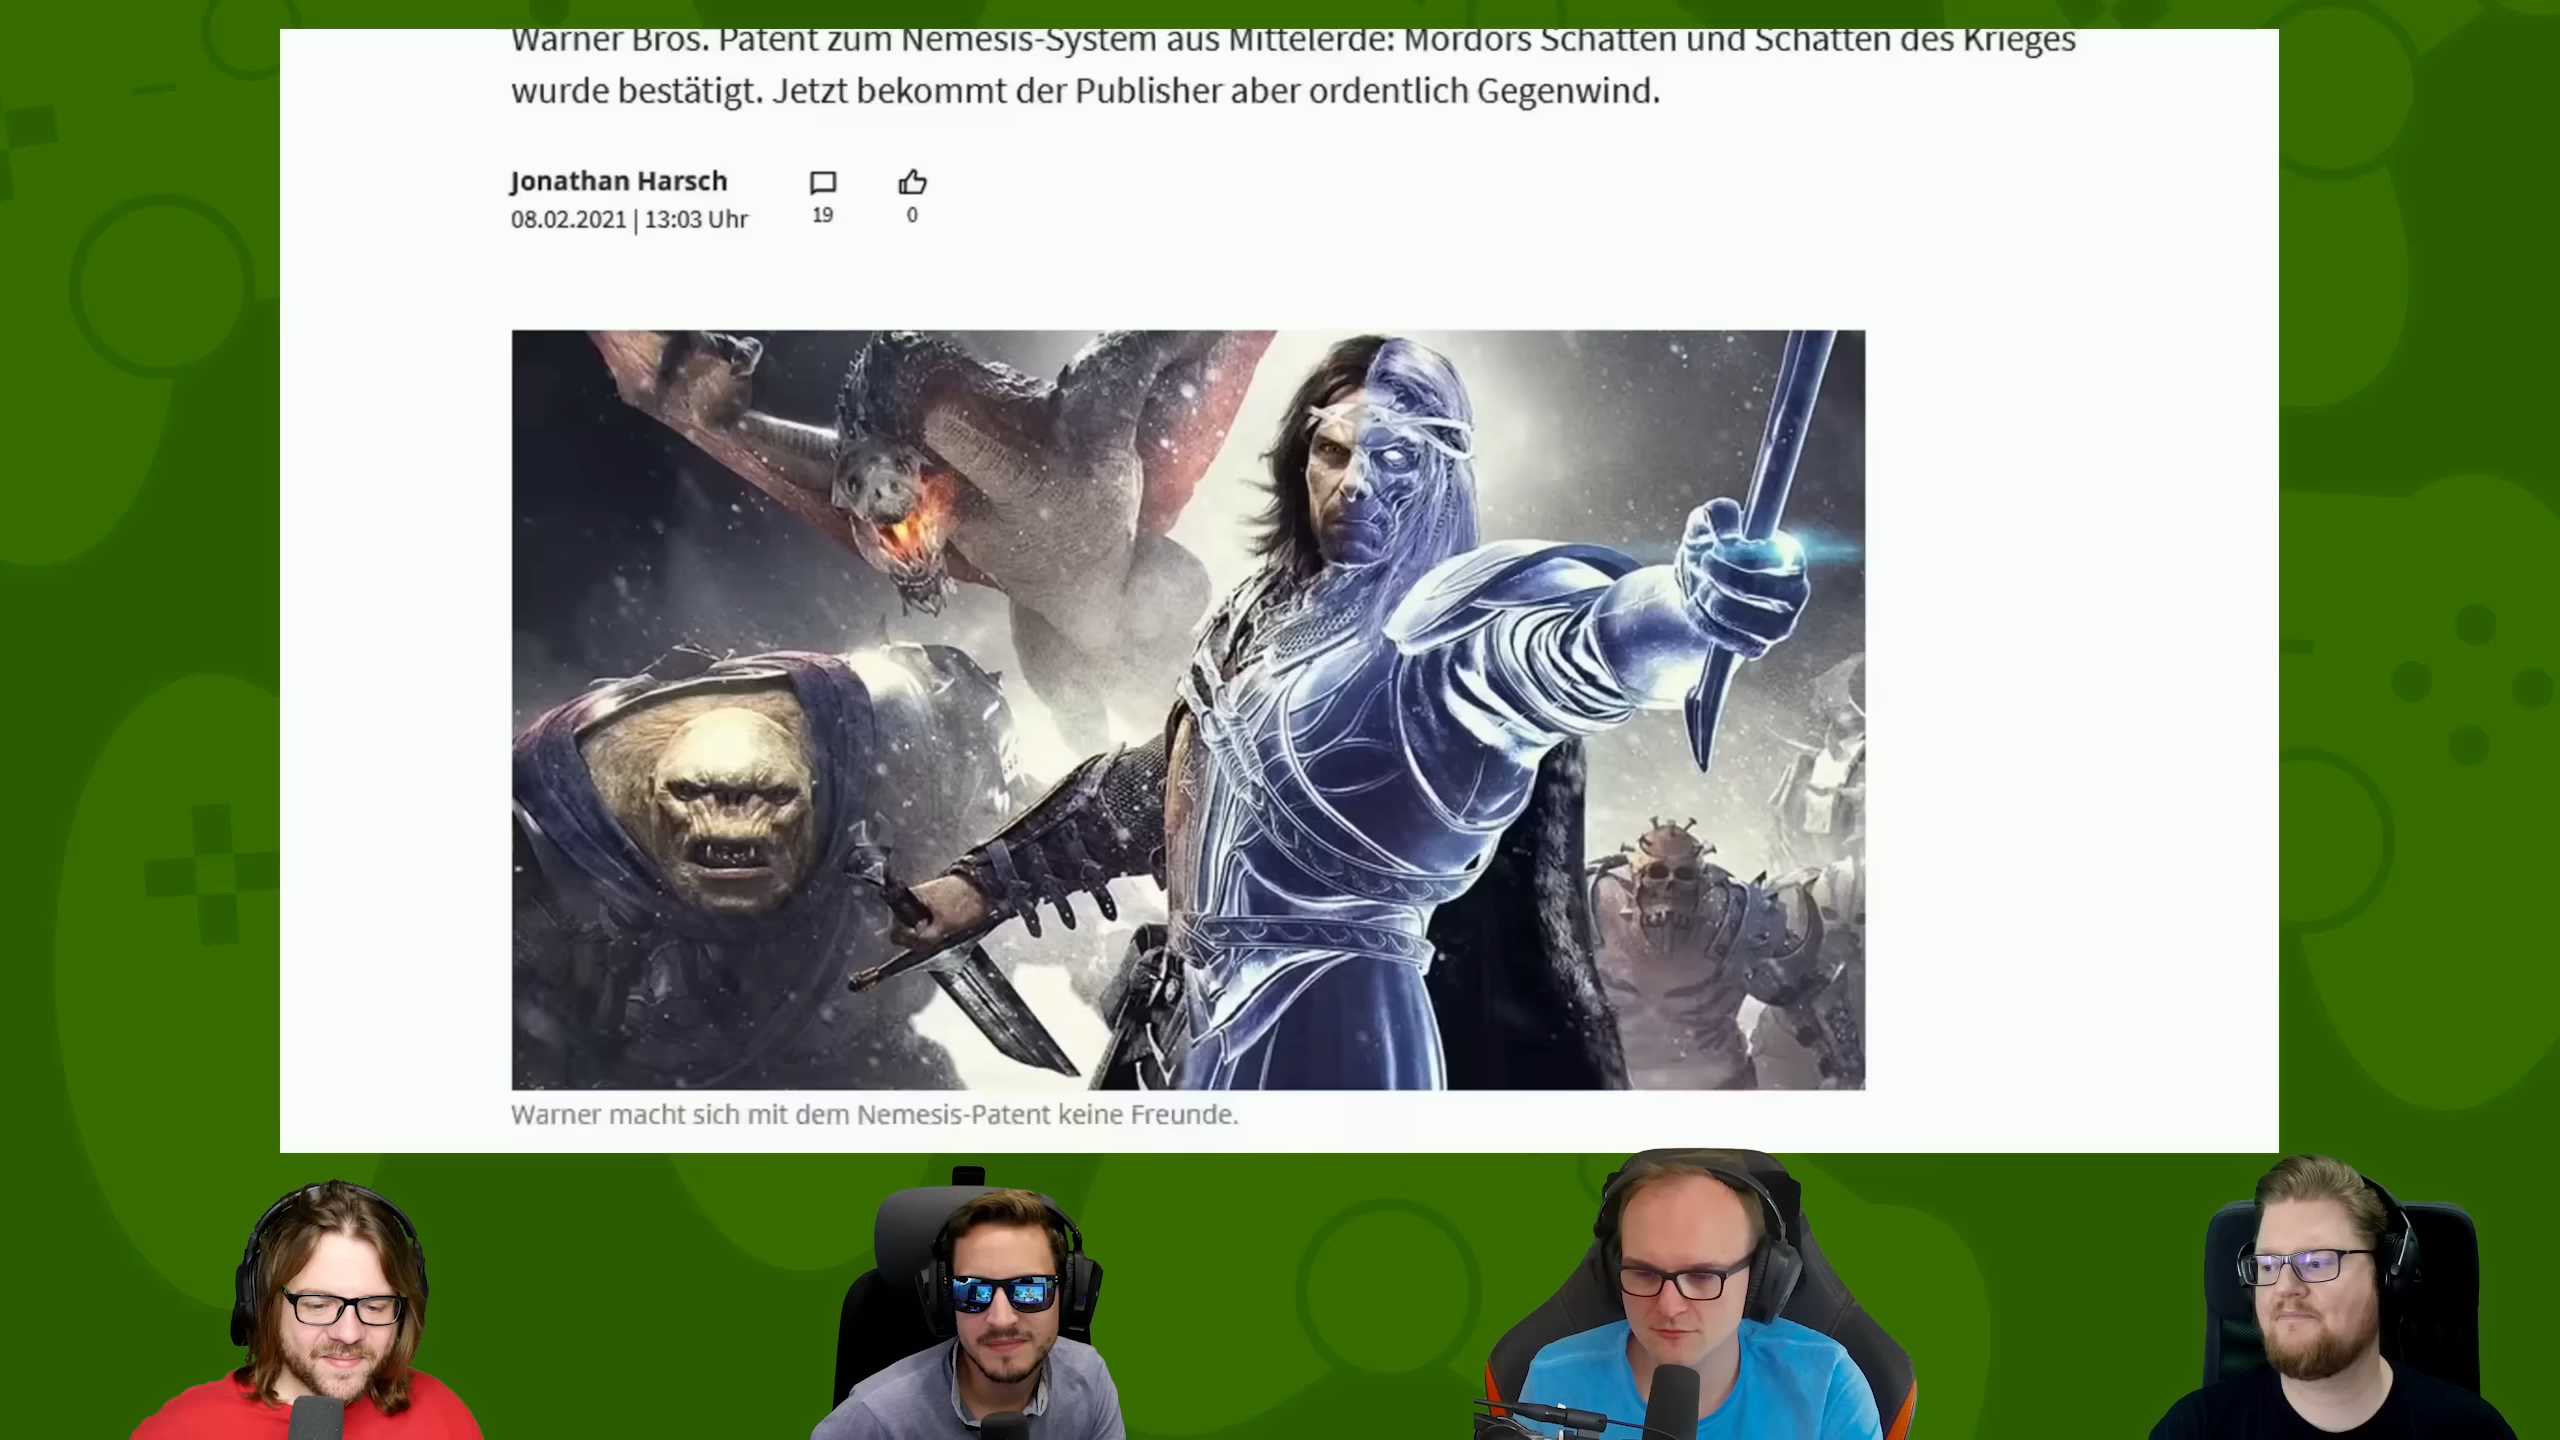 Warner Bros. Patent zum Nemesis-System aus Mittelerde: Mordors Schatten und Schatten des Krieges
wurde bestätigt. Jetzt bekommt der Publisher aber ordentlich Gegenwind.
Jonathan Harsch
08.02.2021 | 13:03 Uhr
19
0
Warner macht sich mit dem Nemesis-Patent keine Freunde.